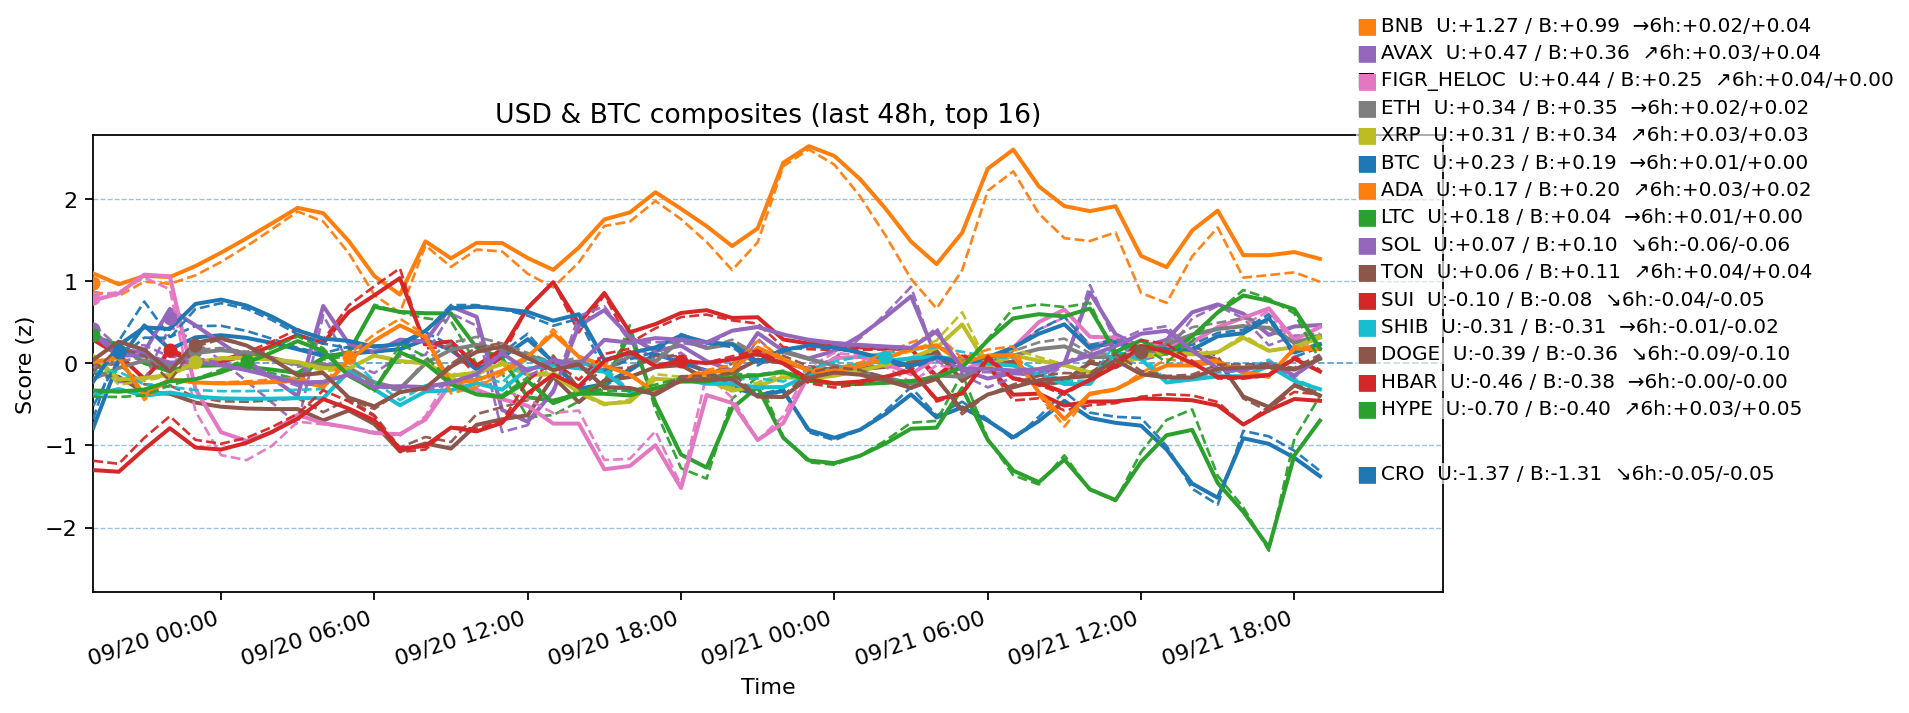 BNB  U:+1.27 / B:+0.99  →6h:+0.02/+0.04
AVAX  U:+0.47 / B:+0.36  ↗6h:+0.03/+0.04
FIGR_HELOC  U:+0.44 / B:+0.25  ↗6h:+0.04/+0.00
ETH  U:+0.34 / B:+0.35  →6h:+0.02/+0.02
XRP  U:+0.31 / B:+0.34  ↗6h:+0.03/+0.03
BTC  U:+0.23 / B:+0.19  →6h:+0.01/+0.00
ADA  U:+0.17 / B:+0.20  ↗6h:+0.03/+0.02
LTC  U:+0.18 / B:+0.04  →6h:+0.01/+0.00
SOL  U:+0.07 / B:+0.10  ↘6h:-0.06/-0.06
TON  U:+0.06 / B:+0.11  ↗6h:+0.04/+0.04
SUI  U:-0.10 / B:-0.08  ↘6h:-0.04/-0.05
SHIB  U:-0.31 / B:-0.31  →6h:-0.01/-0.02
DOGE  U:-0.39 / B:-0.36  ↘6h:-0.09/-0.10
HBAR  U:-0.46 / B:-0.38  →6h:-0.00/-0.00
HYPE  U:-0.70 / B:-0.40  ↗6h:+0.03/+0.05
CRO  U:-1.37 / B:-1.31  ↘6h:-0.05/-0.05
USD & BTC composites (last 48h, top 16)
Score (z)
2
1
0
−1
−2
09/20 00:00
09/20 06:00
09/20 12:00
09/20 18:00
09/21 00:00
09/21 06:00
09/21 12:00
09/21 18:00
Time